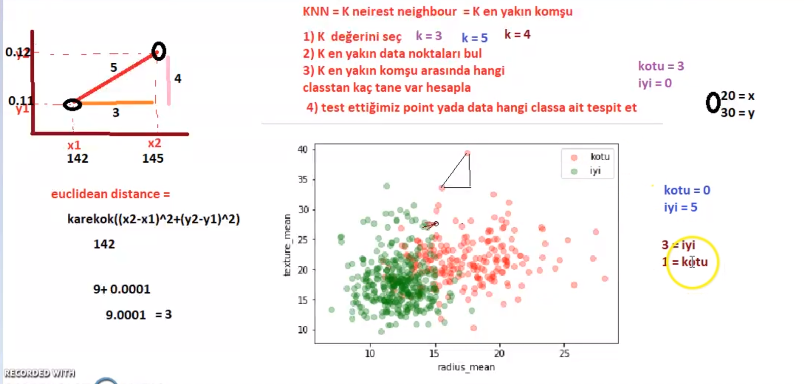 KNN = K neirest neighbour = K en yakın komşu
1) K değerini seç k = 3 k = 5 k = 4
2) K en yakın data noktaları bul
3) K en yakın komşu arasında hangi
classtan kaç tane var hesapla
4) test ettiğimiz point yada data hangi classa ait tespit et
0.12
y2
5
4
0.11
y1
3
x1 x2
142 145
euclidean distance =
karekok((x2-x1)^2+(y2-y1)^2)
142
9+ 0.0001
9.0001 = 3
kotu = 3
iyi = 0
20 = x
30 = y
kotu
iyi
40
35
30
25
20
15
10
texture_mean
10 15 20 25
radius_mean
kotu = 0
iyi = 5
3 = iyi
1 = kotu
RECORDED WITH